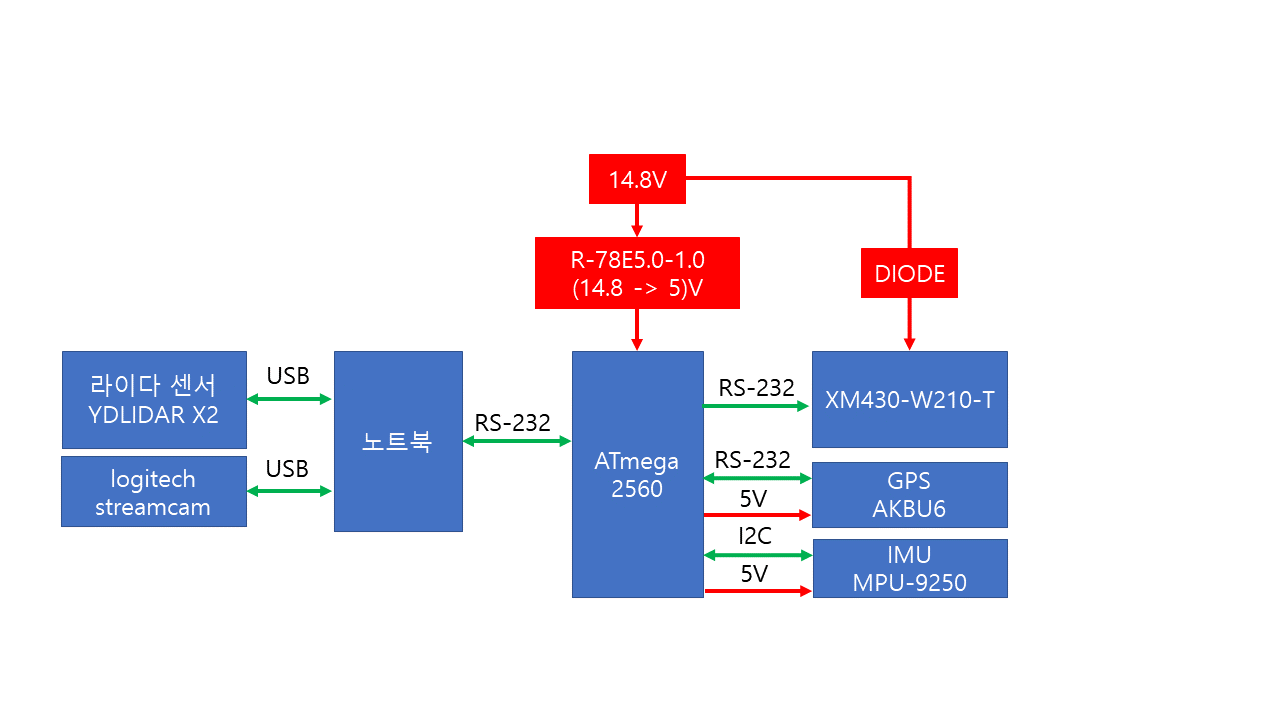 14.8V
R-78E5.0-1.0
(14.8 -> 5)V
DIODE
라이다 센서
YDLIDAR X2
USB
logitech
streamcam
USB
노트북
RS-232
ATmega
2560
RS-232
XM430-W210-T
RS-232
5V
GPS
AKBU6
I2C
5V
IMU
MPU-9250